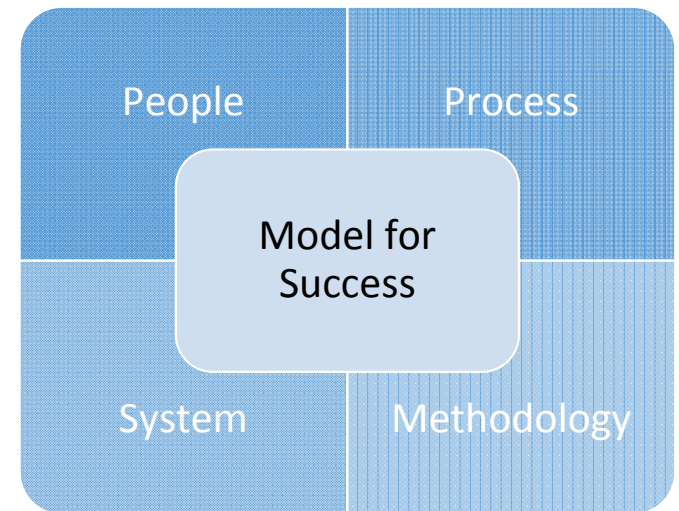 People
Process
Model for
Success
System
Methodology